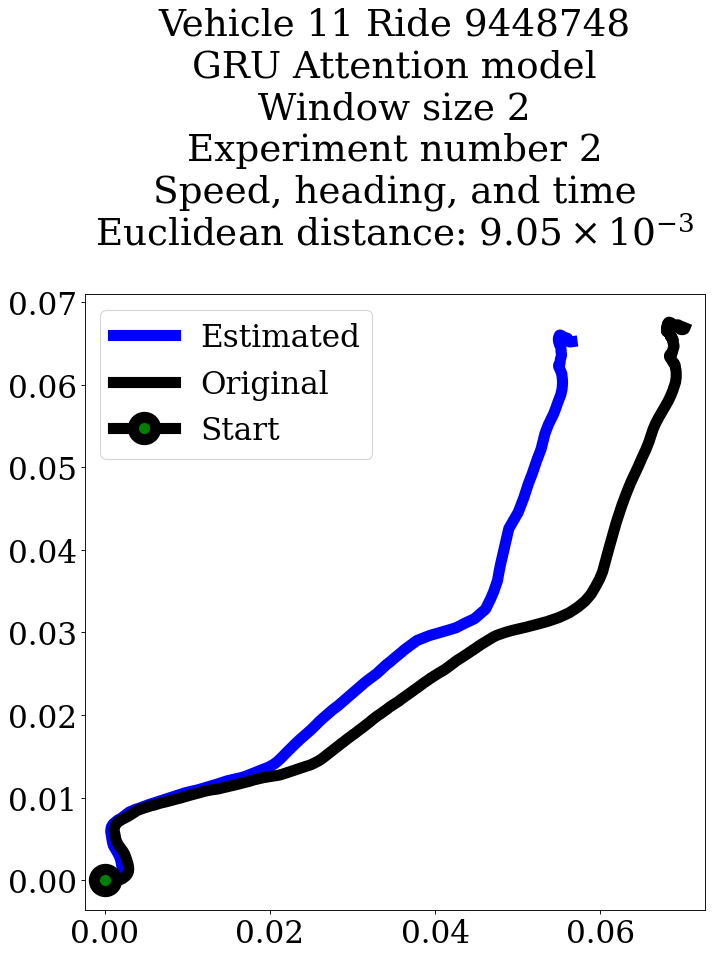 Vehicle 11 Ride 9448748
GRU Attention model
Window size 2
Experiment number 2
Speed, heading, and time
Euclidean distance: 9.05 × 10⁻³
0.07
0.06
0.05
0.04
0.03
0.02
0.01
0.00
Estimated
Original
Start
0.00 0.02 0.04 0.06